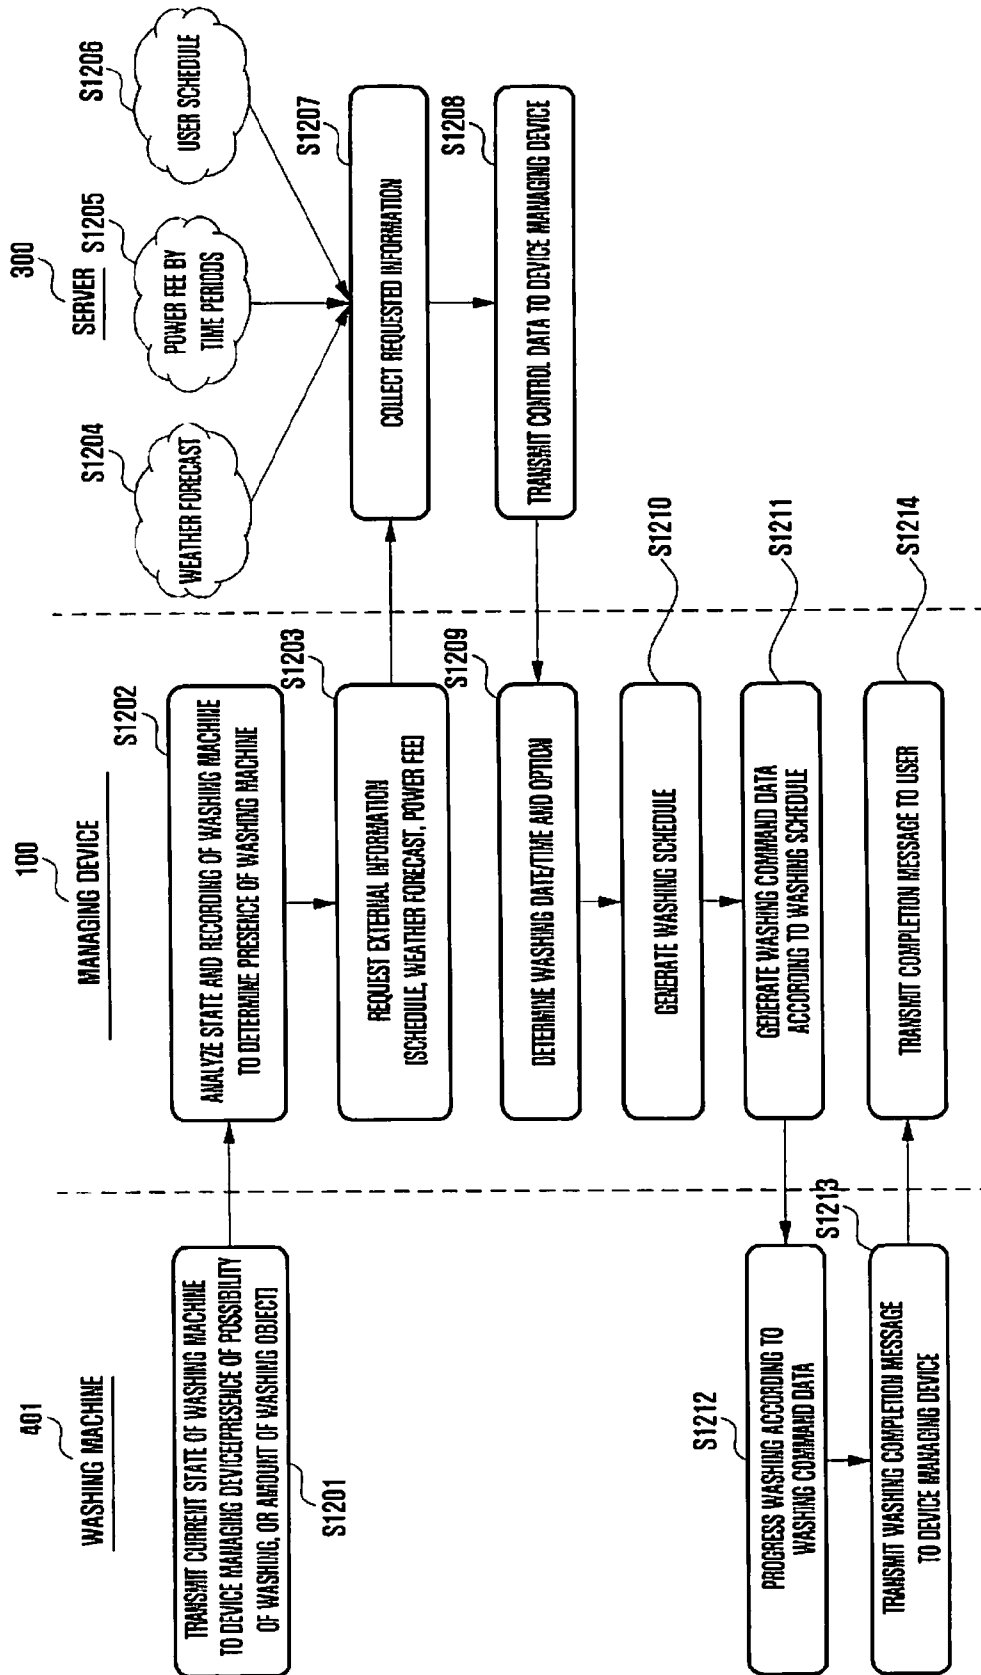 401
WASHING MACHINE
TRANSMIT CURRENT STATE OF WASHING MACHINE
TO DEVICE MANAGING DEVICE[PRESENCE OF POSSIBILITY
OF WASHING, OR AMOUNT OF WASHING OBJECT]
S1201
PROGRESS WASHING ACCORDING TO
WASHING COMMAND DATA
S1212
TRANSMIT WASHING COMPLETION MESSAGE
TO DEVICE MANAGING DEVICE
S1213
100
MANAGING DEVICE
S1202
ANALYZE STATE AND RECORDING OF WASHING MACHINE
TO DETERMINE PRESENCE OF WASHING MACHINE
S1203
REQUEST EXTERNAL INFORMATION
[SCHEDULE, WEATHER FORECAST, POWER FEE]
S1209
DETERMINE WASHING DATE/TIME AND OPTION
GENERATE WASHING SCHEDULE
S1210
GENERATE WASHING COMMAND DATA
ACCORDING TO WASHING SCHEDULE
S1211
TRANSMIT COMPLETION MESSAGE TO USER
S1214
300
SERVER
S1204
WEATHER FORECAST
S1205
POWER FEE BY
TIME PERIODS
S1206
USER SCHEDULE
S1207
COLLECT REQUESTED INFORMATION
S1208
TRANSMIT CONTROL DATA TO DEVICE MANAGING DEVICE